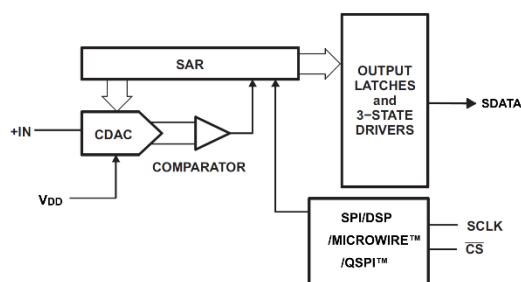 SAR
OUTPUT
LATCHES
and
3−STATE
DRIVERS
SDATA
+IN
CDAC
COMPARATOR
VDD
SPI/DSP
/MICROWIRE™
/QSPI™
SCLK
CS